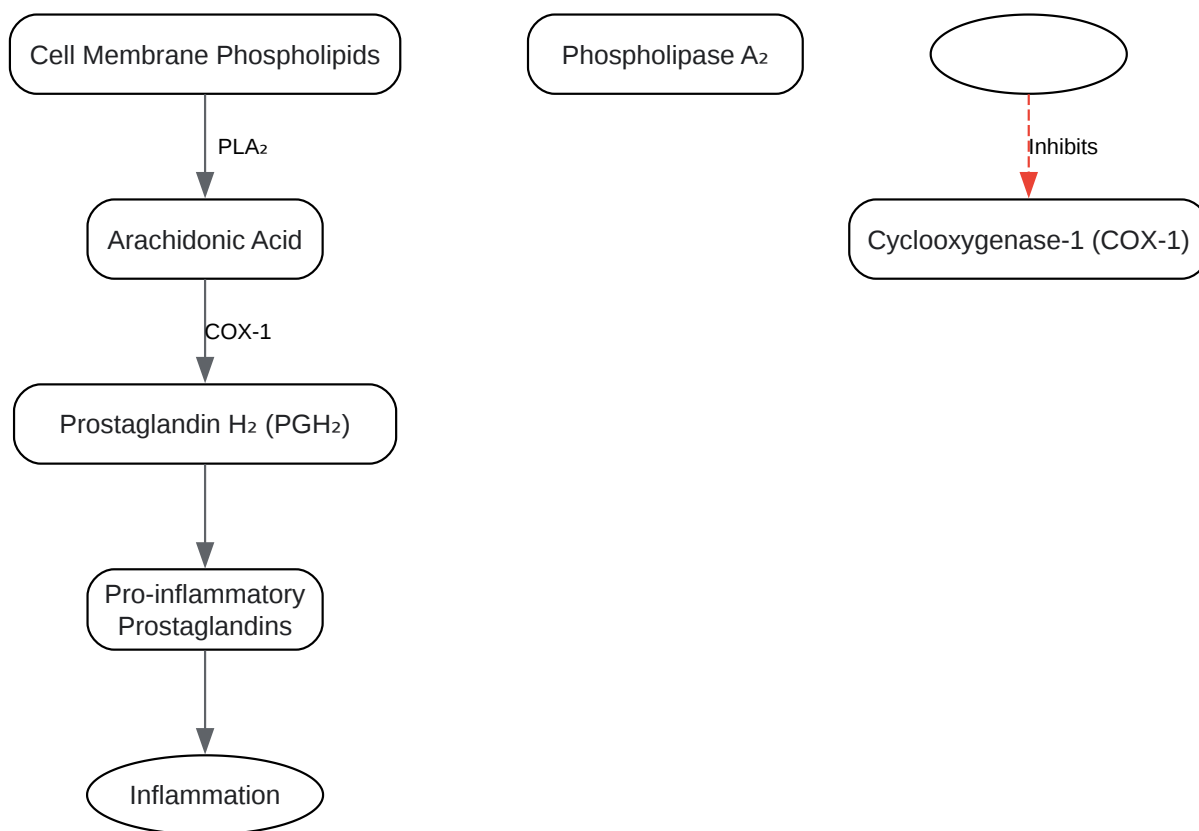 Cell Membrane Phospholipids
Phospholipase A₂
PLA₂
Inhibits
Arachidonic Acid
Cyclooxygenase-1 (COX-1)
COX-1
Prostaglandin H₂ (PGH₂)
Pro-inflammatory
Prostaglandins
Inflammation